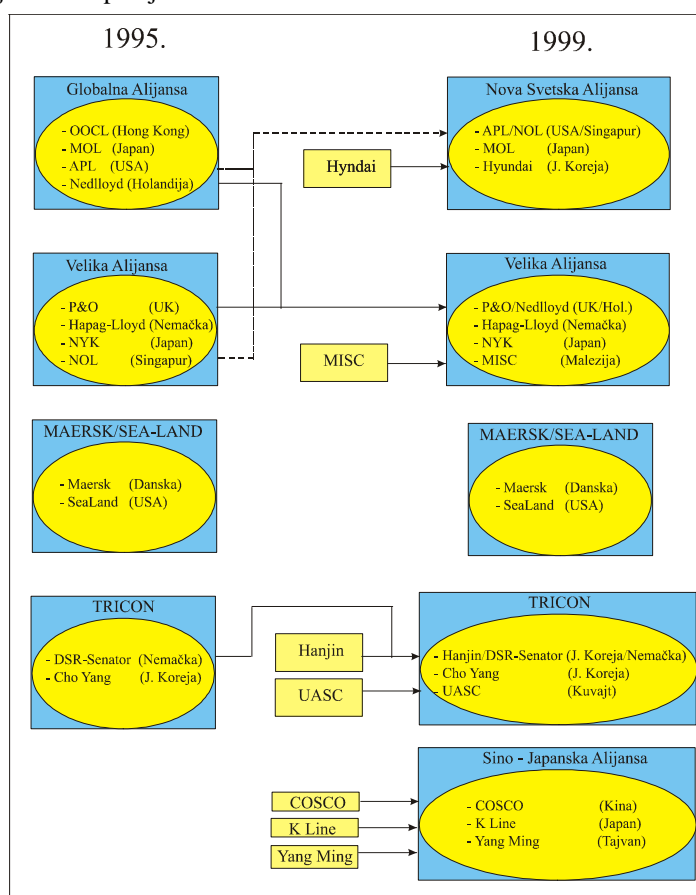 1995.
1999.
Globalna Alijansa
- OOCL (Hong Kong)
- MOL (Japan)
- APL (USA)
- Nedlloyd (Holandija)
Hyndai
Nova Svetska Alijansa
- APL/NOL (USA/Singapur)
- MOL (Japan)
- Hyundai (J. Koreja)
Velika Alijansa
- P&O (UK)
- Hapag-Lloyd (Nemačka)
- NYK (Japan)
- NOL (Singapur)
MISC
Velika Alijansa
- P&O/Nedlloyd (UK/Hol.)
- Hapag-Lloyd (Nemačka)
- NYK (Japan)
- MISC (Malezija)
MAERSK/SEA-LAND
- Maersk (Danska)
- SeaLand (USA)
MAERSK/SEA-LAND
- Maersk (Danska)
- SeaLand (USA)
TRICON
- DSR-Senator (Nemačka)
- Cho Yang (J. Koreja)
Hanjin
UASC
TRICON
- Hanjin/DSR-Senator (J. Koreja/Nemačka)
- Cho Yang (J. Koreja)
- UASC (Kuvajt)
COSCO
K Line
Yang Ming
Sino - Japanska Alijansa
- COSCO (Kina)
- K Line (Japan)
- Yang Ming (Tajvan)